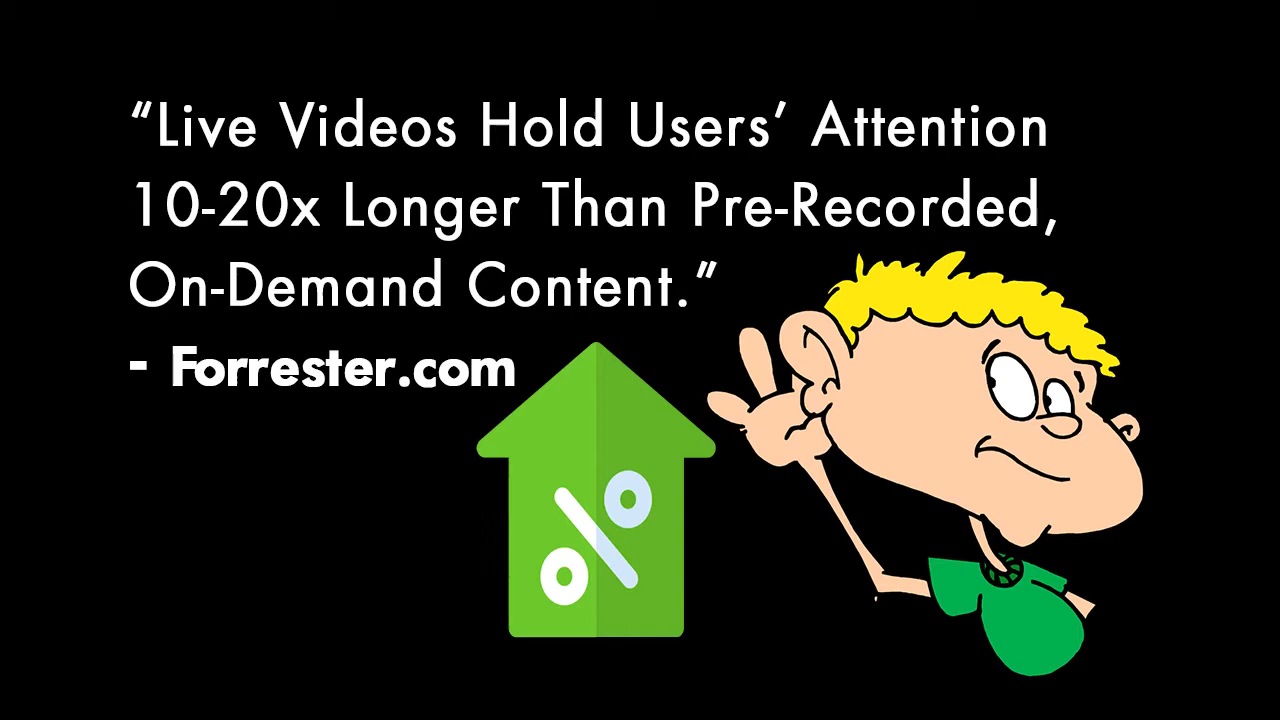 “Live Videos Hold Users’ Attention
10-20x Longer Than Pre-Recorded,
On-Demand Content.”
- Forrester.com
%